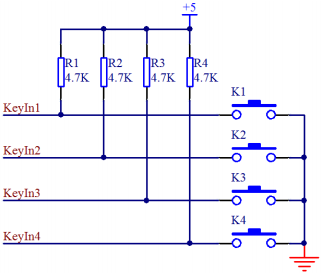 +5
R1 R2 R3 R4
4.7K 4.7K 4.7K 4.7K
KeyIn1 K1
KeyIn2 K2
KeyIn3 K3
KeyIn4 K4